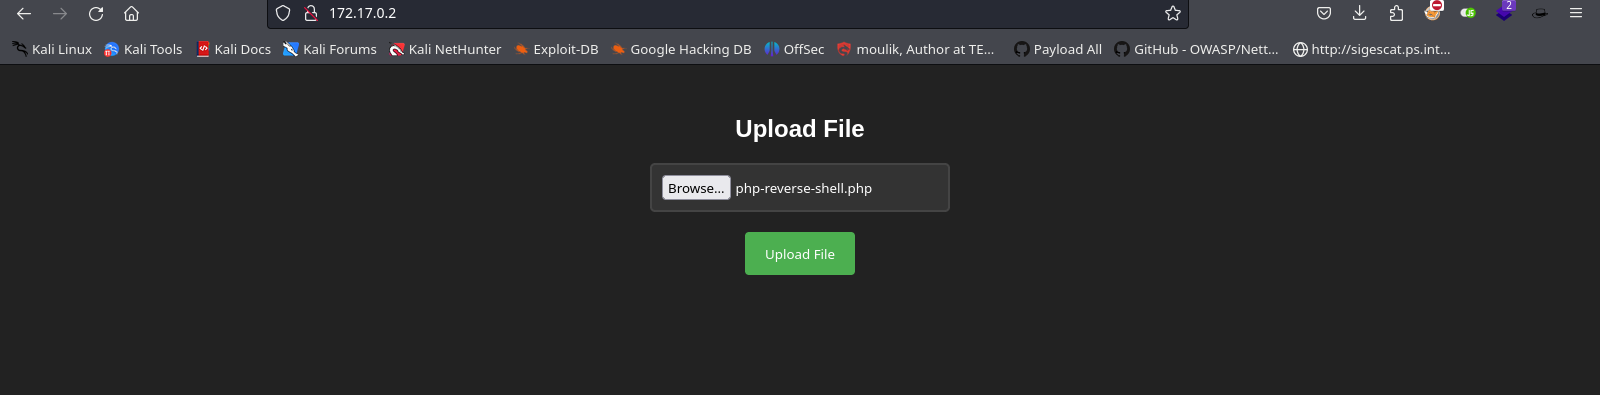 172.17.0.2
2
Kali Linux Kali Tools Kali Docs Kali Forums Kali NetHunter Exploit-DB Google Hacking DB OffSec moulik, Author at TE... Payload All GitHub - OWASP/Nett... http://sigescat.ps.int...
Upload File
Browse... php-reverse-shell.php
Upload File